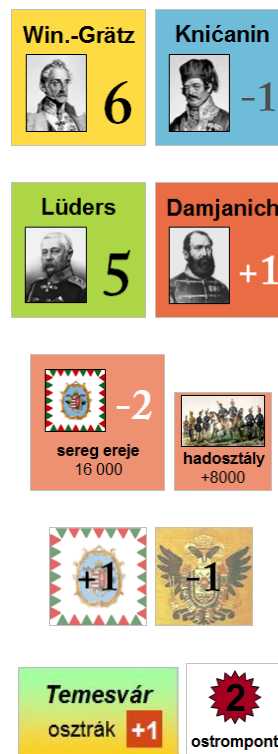 Win.-Grätz
6
Knićanin
-1
Lüders
5
Damjanich
+1
-2
sereg ereje
16 000
hadosztály
+8000
+1
-1
Temesvár
osztrák +1
2
ostrompont